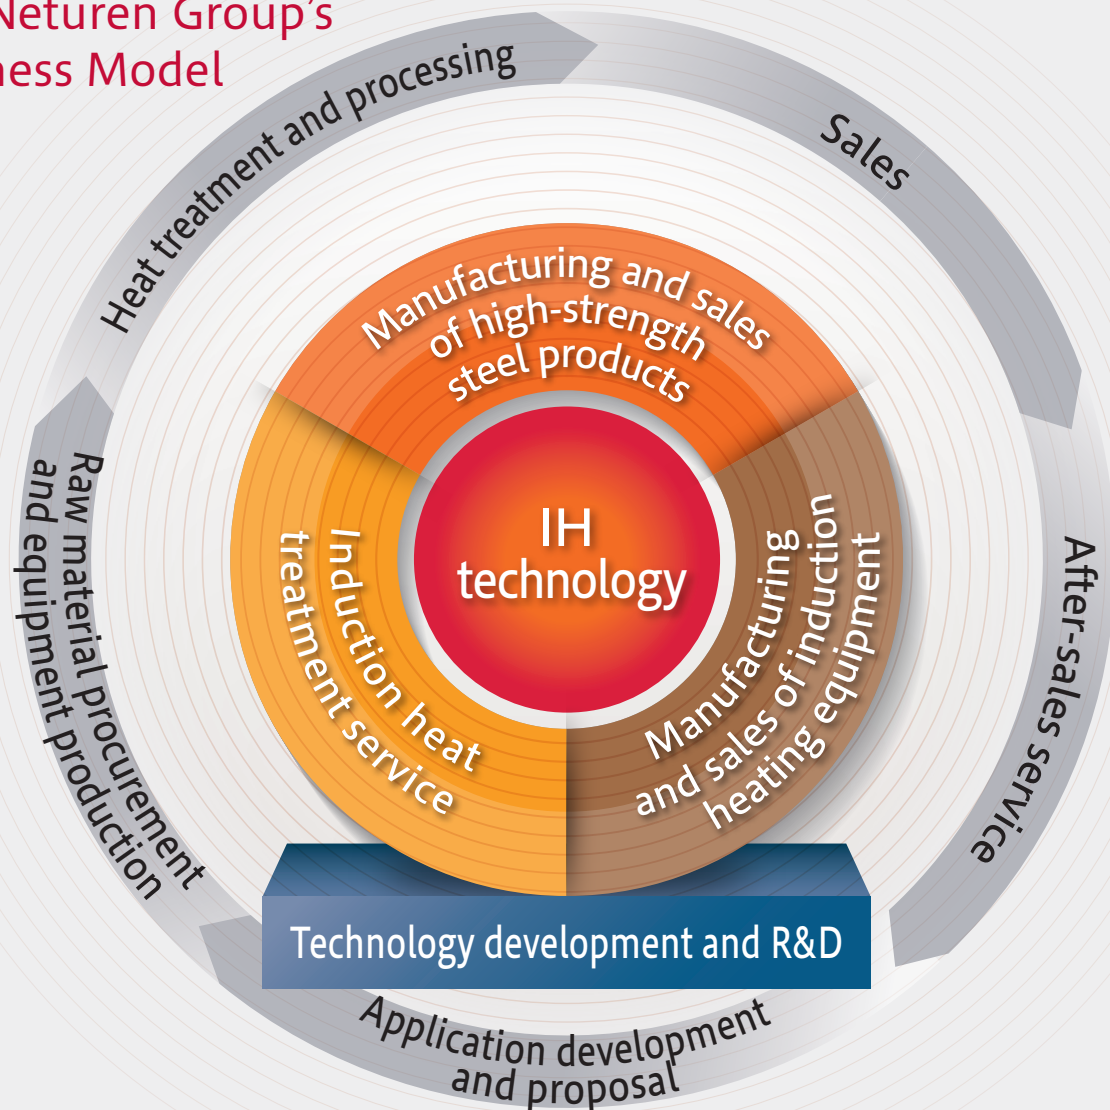 Neturen Group's
ness Model
Heat treatment and processing
Sales
After-sales service
Application development
and proposal
Raw material procurement
and equipment production
Manufacturing and sales
of high-strength
steel products
Manufacturing
and sales of induction
heating equipment
Induction heat
treatment service
IH
technology
Technology development and R&D